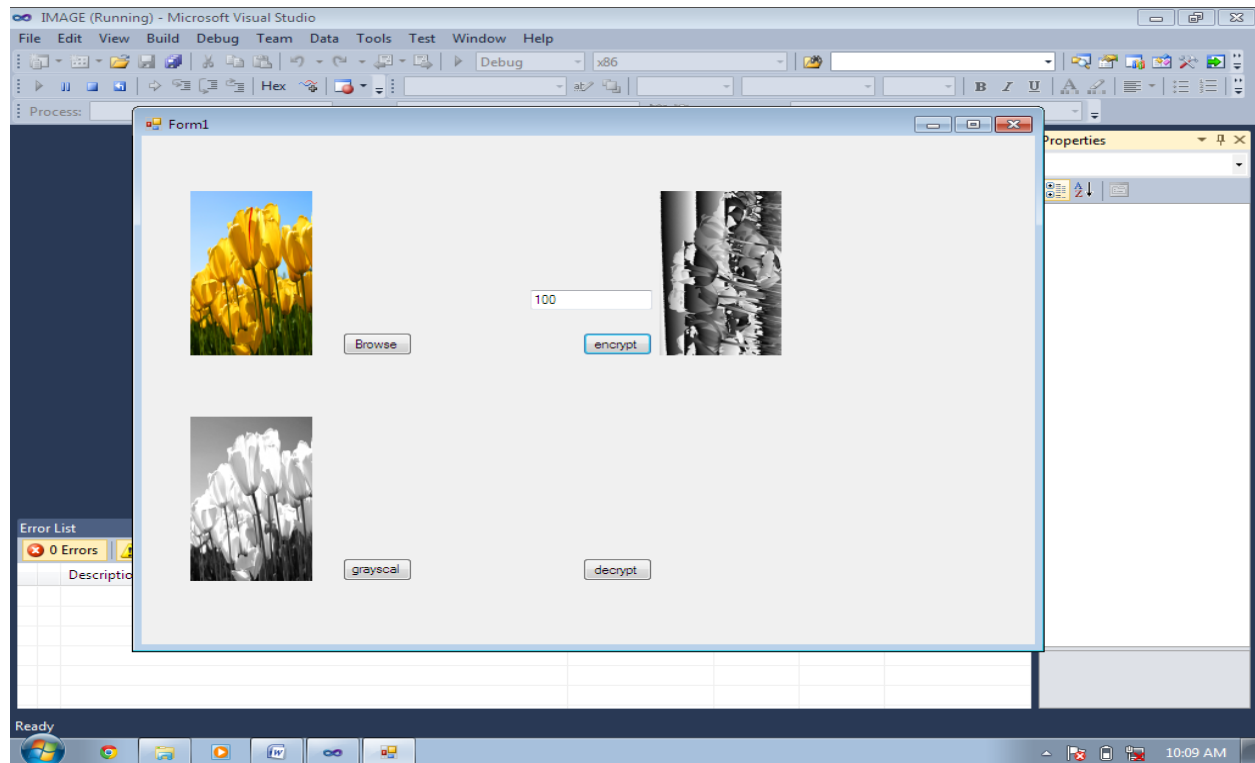 IMAGE (Running) - Microsoft Visual Studio
File Edit View Build Debug Team Data Tools Test Window Help
Debug x86
Hex B I U A
Process:
Form1
Properties
100
Browse encrypt
Error List
0 Errors
Descriptio
grayscal decrypt
Ready
10:09 AM